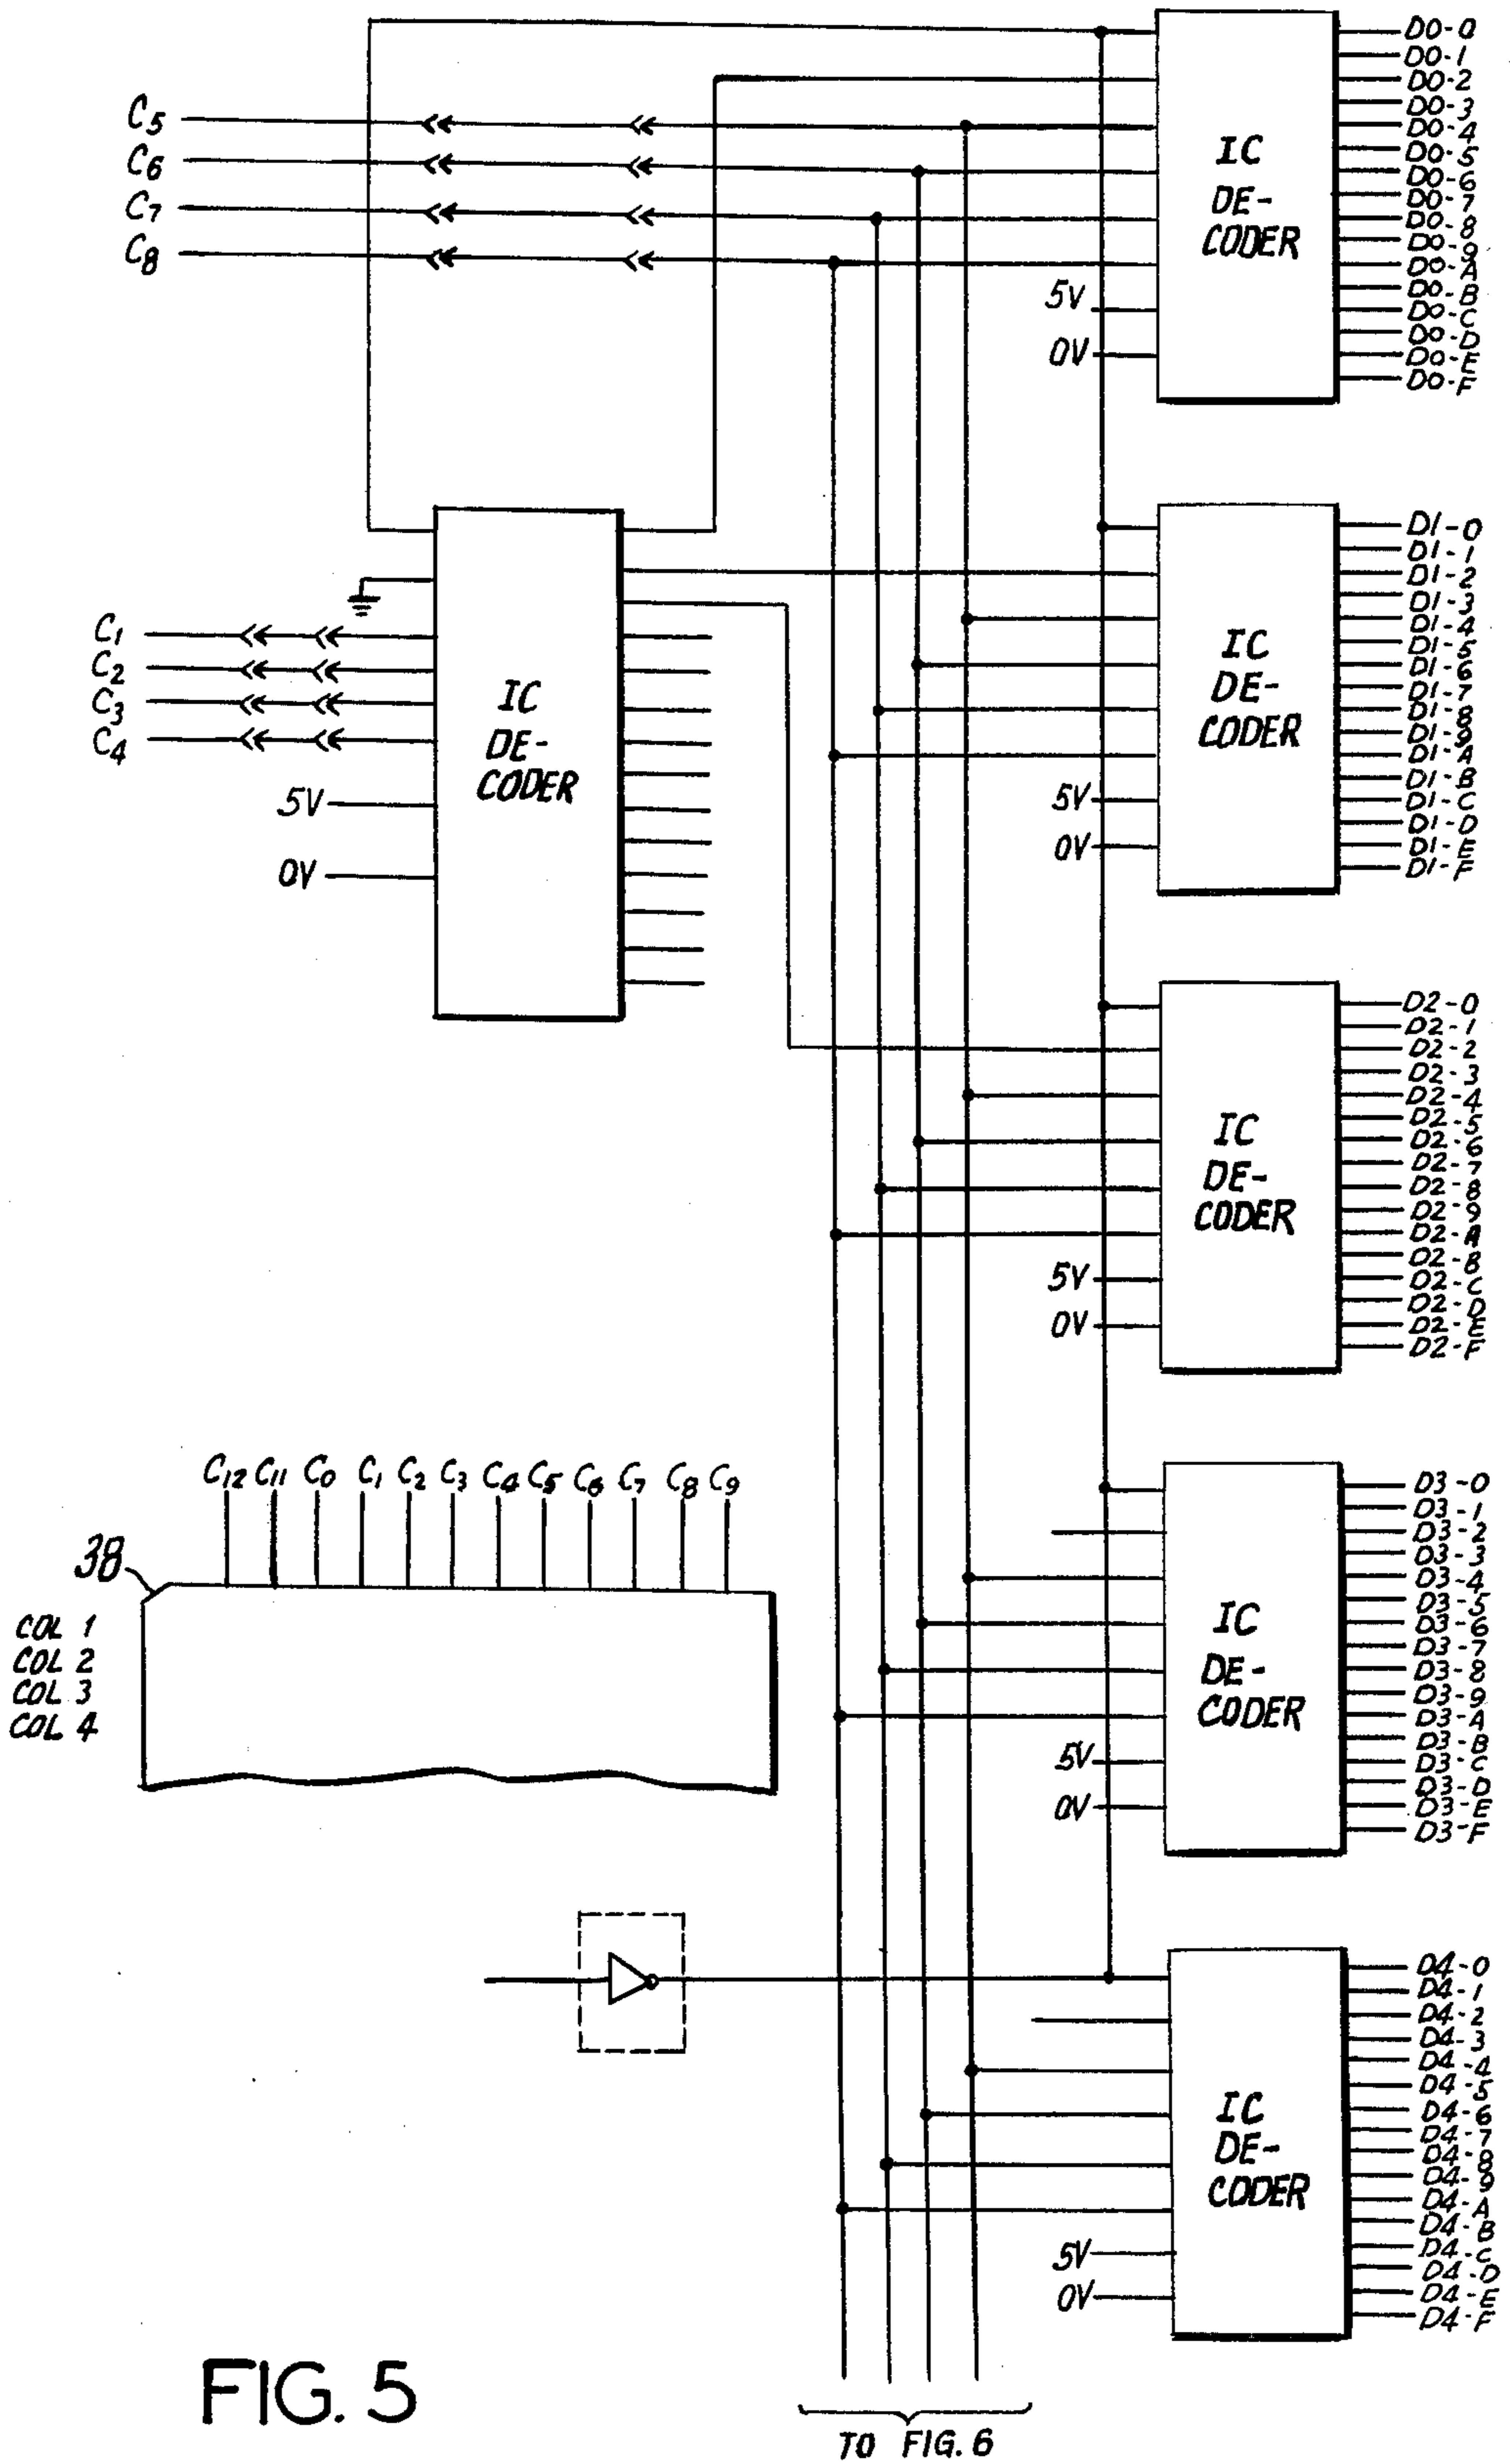 C5
C6
C7
C8
5V
0V
IC
DE-
CODER
D0-0
D0-1
D0-2
D0-3
D0-4
D0-5
D0-6
D0-7
D0-8
D0-9
D0-A
D0-B
D0-C
D0-D
D0-E
D0-F
C1
C2
C3
C4
5V
0V
IC
DE-
CODER
5V
0V
IC
DE-
CODER
D1-0
D1-1
D1-2
D1-3
D1-4
D1-5
D1-6
D1-7
D1-8
D1-9
D1-A
D1-B
D1-C
D1-D
D1-E
D1-F
5V
0V
IC
DE-
CODER
D2-0
D2-1
D2-2
D2-3
D2-4
D2-5
D2-6
D2-7
D2-8
D2-9
D2-A
D2-B
D2-C
D2-D
D2-E
D2-F
C12 C11 C0 C1 C2 C3 C4 C5 C6 C7 C8 C9
38
COL 1
COL 2
COL 3
COL 4
5V
0V
IC
DE-
CODER
D3-0
D3-1
D3-2
D3-3
D3-4
D3-5
D3-6
D3-7
D3-8
D3-9
D3-A
D3-B
D3-C
D3-D
D3-E
D3-F
5V
0V
IC
DE-
CODER
D4-0
D4-1
D4-2
D4-3
D4-4
D4-5
D4-6
D4-7
D4-8
D4-9
D4-A
D4-B
D4-C
D4-D
D4-E
D4-F
FIG. 5
TO FIG. 6